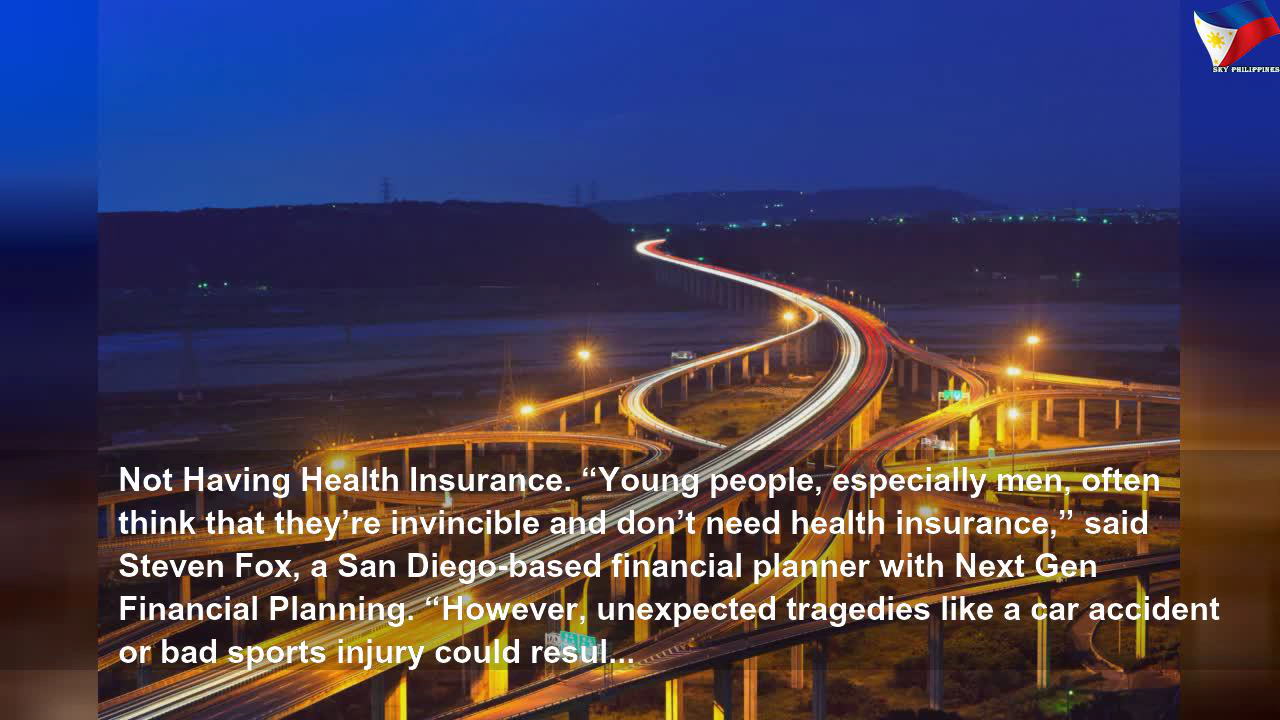 SKY PHILIPPINES
Not Having Health Insurance. “Young people, especially men, often
think that they’re invincible and don’t need health insurance,” said
Steven Fox, a San Diego-based financial planner with Next Gen
Financial Planning. “However, unexpected tragedies like a car accident
or bad sports injury could resul...